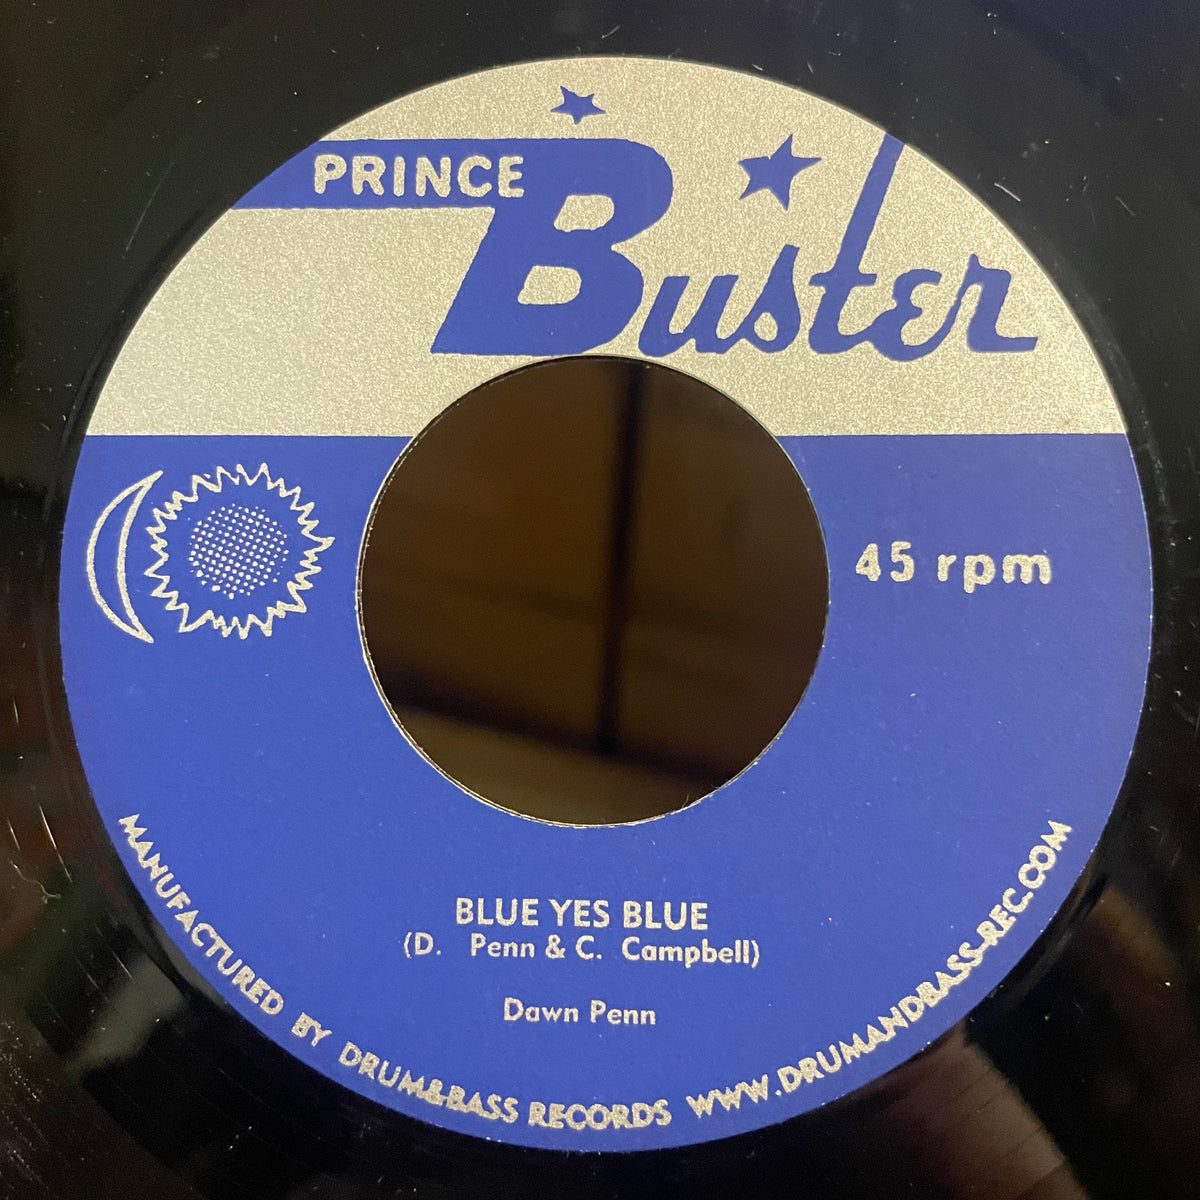 PRINCE
Buster
45 rpm
BLUE YES BLUE
(D. Penn & C. Campbell)
Dawn Penn
MANUFACTURED BY DRUM&BASS RECORDS WWW.DRUMANDBASS-REC.COM